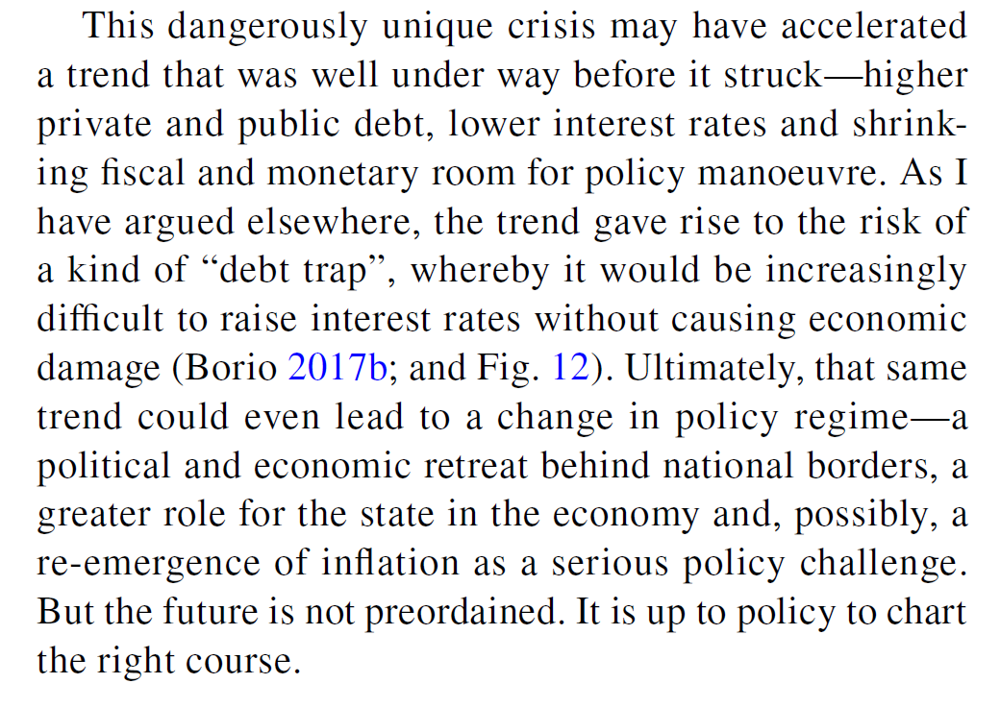 This dangerously unique crisis may have accelerated
a trend that was well under way before it struck—higher
private and public debt, lower interest rates and shrink-
ing fiscal and monetary room for policy manoeuvre. As I
have argued elsewhere, the trend gave rise to the risk of
a kind of “debt trap”, whereby it would be increasingly
difficult to raise interest rates without causing economic
damage (Borio 2017b; and Fig. 12). Ultimately, that same
trend could even lead to a change in policy regime—a
political and economic retreat behind national borders, a
greater role for the state in the economy and, possibly, a
re-emergence of inflation as a serious policy challenge.
But the future is not preordained. It is up to policy to chart
the right course.